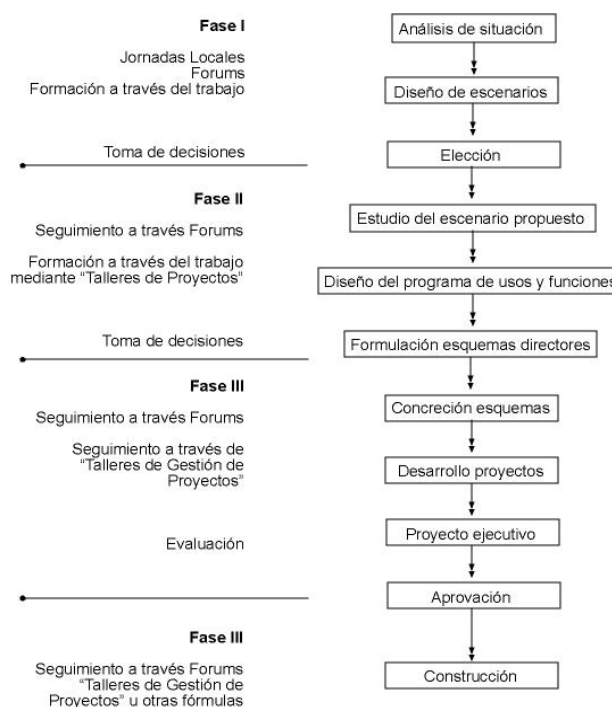 Fase I
Análisis de situación
Jornadas Locales
Forums
Formación a través del trabajo
Diseño de escenarios
Toma de decisiones
Elección
Fase II
Estudio del escenario propuesto
Seguimiento a través Forums
Formación a través del trabajo
mediante “Talleres de Proyectos”
Diseño del programa de usos y funciones
Toma de decisiones
Formulación esquemas directores
Fase III
Concreción esquemas
Seguimiento a través Forums
Seguimiento a través de
“Talleres de Gestión de
Proyectos”
Desarrollo proyectos
Evaluación
Proyecto ejecutivo
Aprovación
Fase III
Seguimiento a través Forums
“Talleres de Gestión de
Proyectos” u otras fórmulas
Construcción